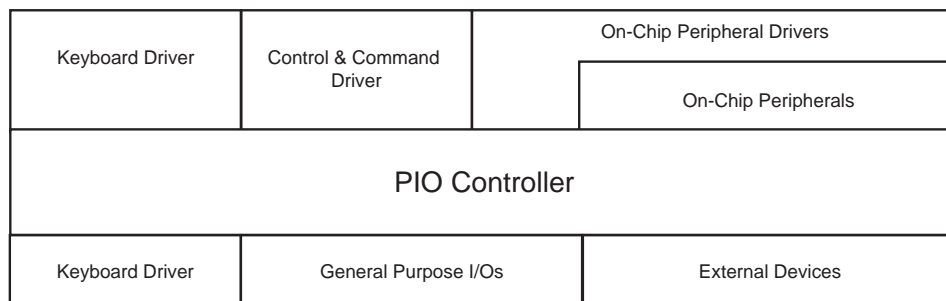 Keyboard Driver
Control & Command
Driver
On-Chip Peripheral Drivers
On-Chip Peripherals
PIO Controller
Keyboard Driver
General Purpose I/Os
External Devices